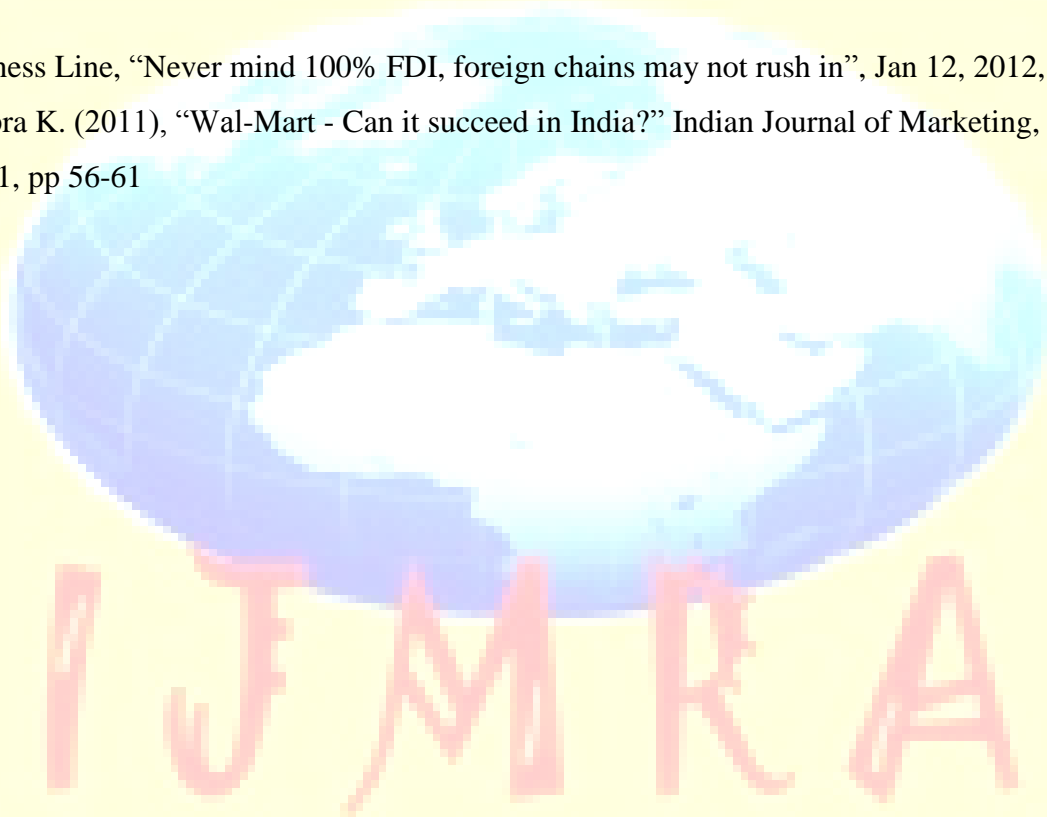 ness Line, “Never mind 100% FDI, foreign chains may not rush in”, Jan 12, 2012,
ora K. (2011), “Wal-Mart - Can it succeed in India?” Indian Journal of Marketing,
1, pp 56-61
IJMRA